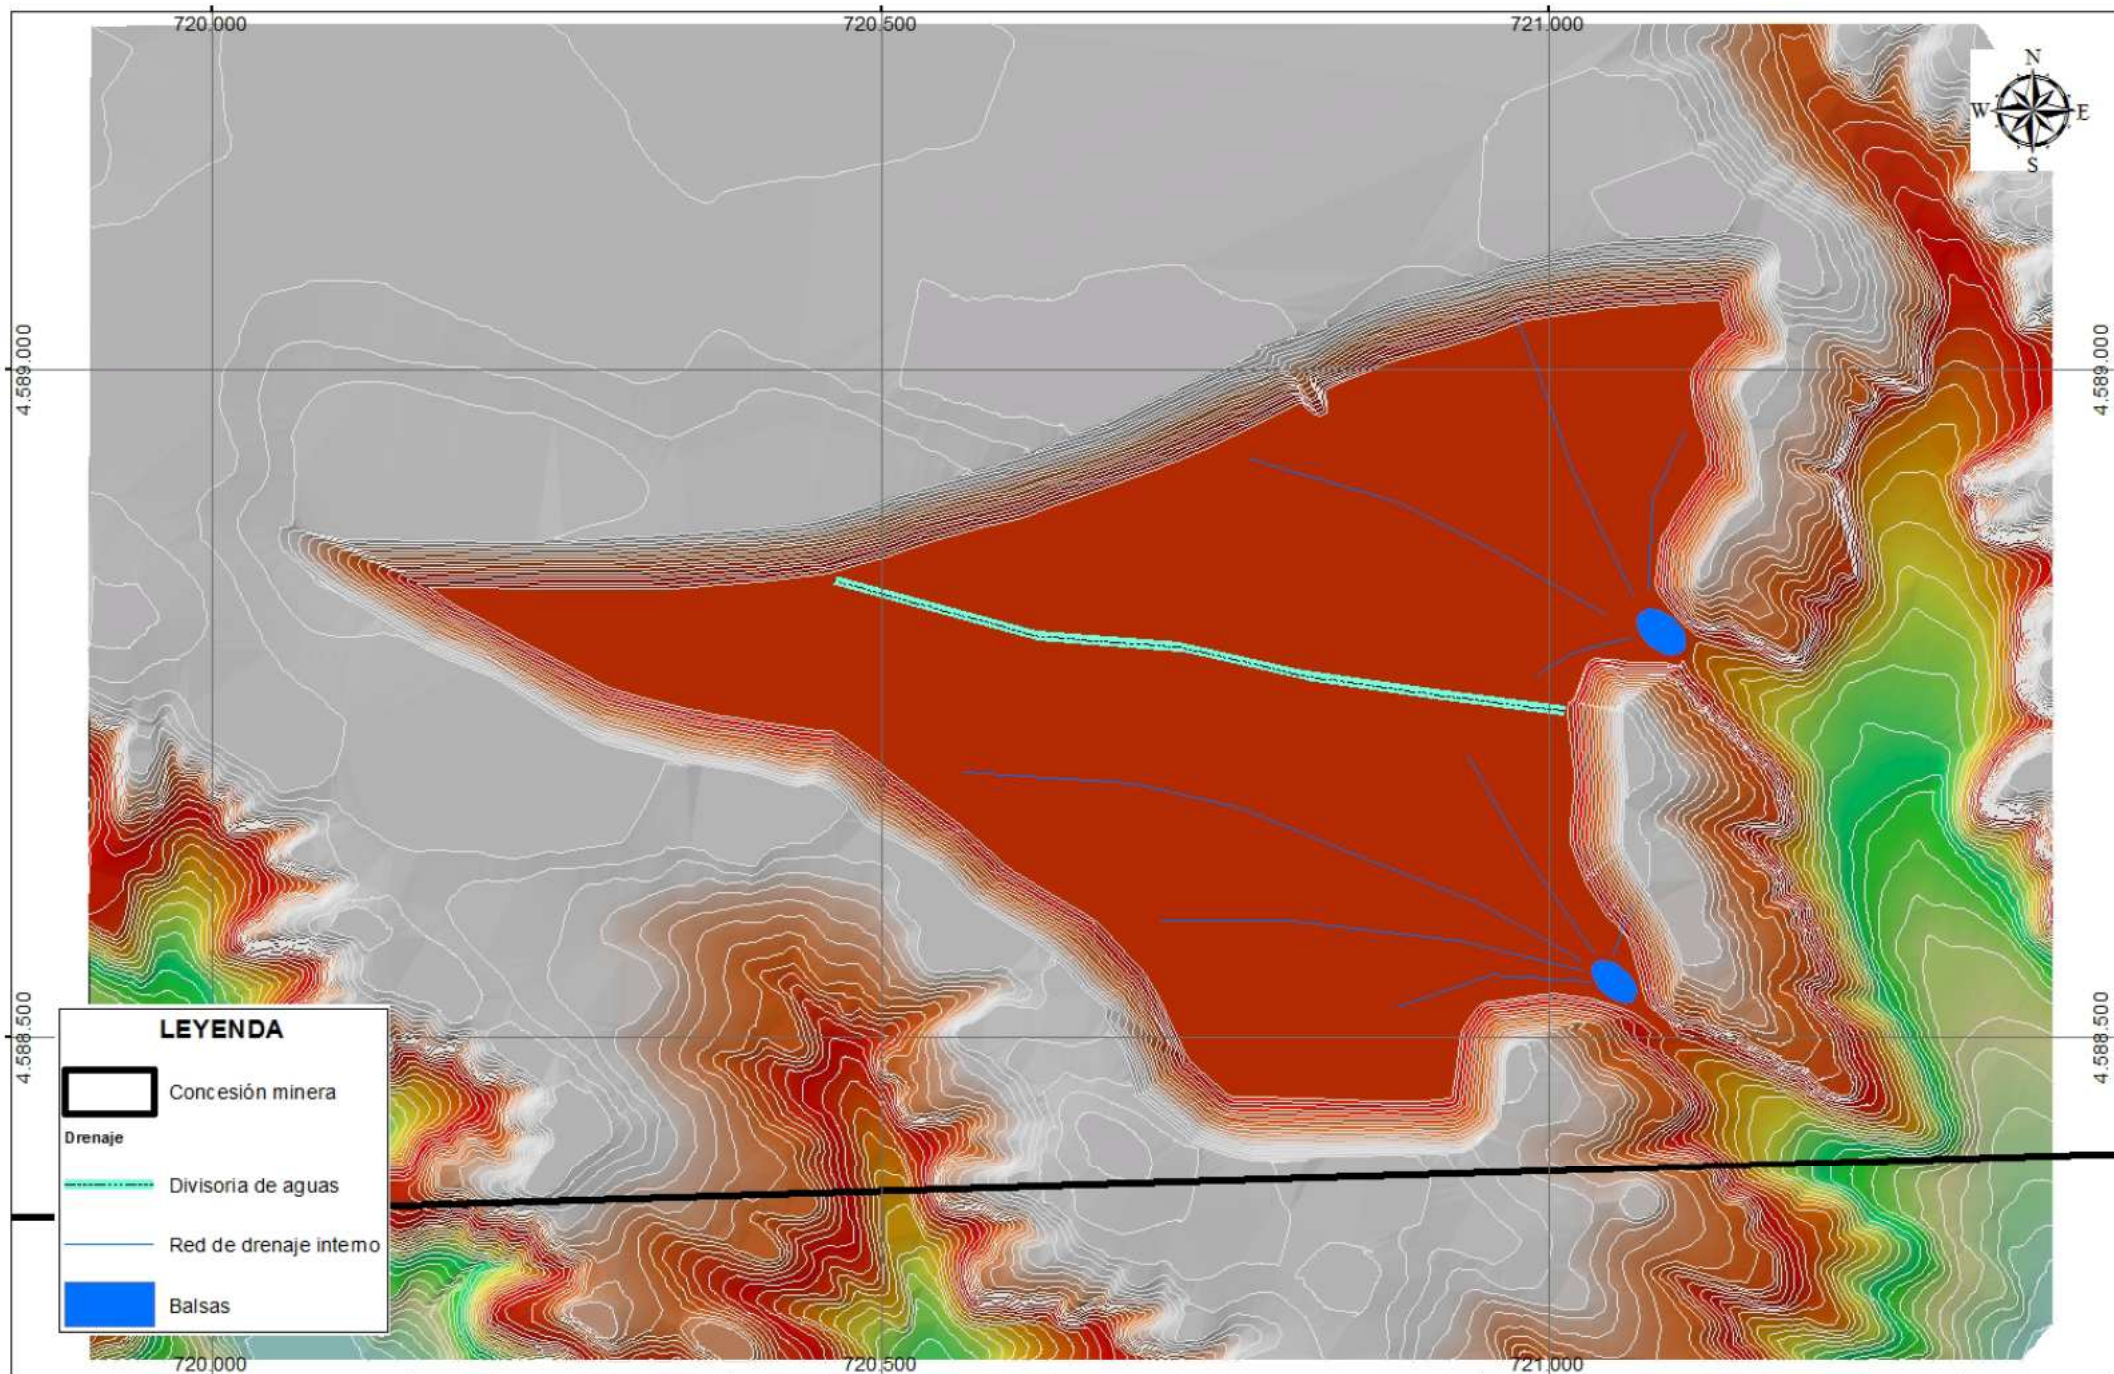 720.000 720.500 721.000
N
W E
S
4.589.000 4.589.000
4.588.500 4.588.500
LEYENDA
Concesión minera
Drenaje
Divisoria de aguas
Red de drenaje interno
Balsas
720.000 720.500 721.000